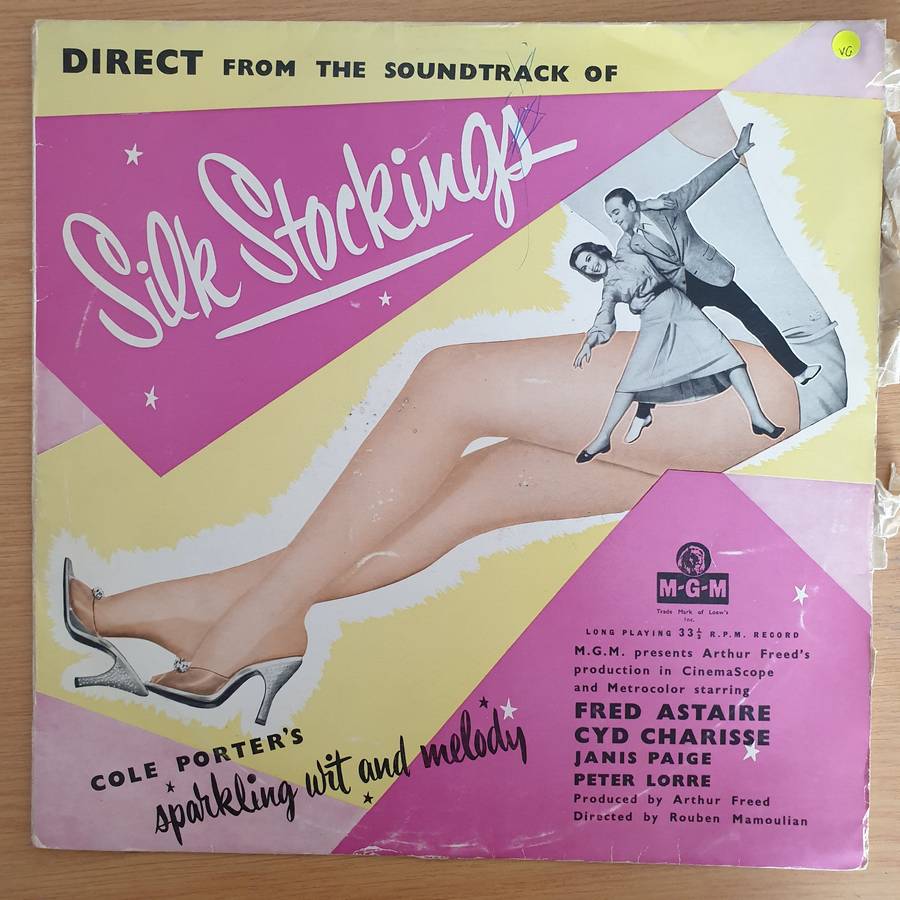 DIRECT FROM THE SOUNDTRACK OF
VG
Silk Stockings
M-G-M
Trade Mark of Loew's
Inc.
LONG PLAYING 33⅓ R.P.M. RECORD
M.G.M. presents Arthur Freed's
production in CinemaScope
and Metrocolor starring
FRED ASTAIRE
CYD CHARISSE
JANIS PAIGE
PETER LORRE
Produced by Arthur Freed
Directed by Rouben Mamoulian
COLE PORTER'S
sparkling wit and melody